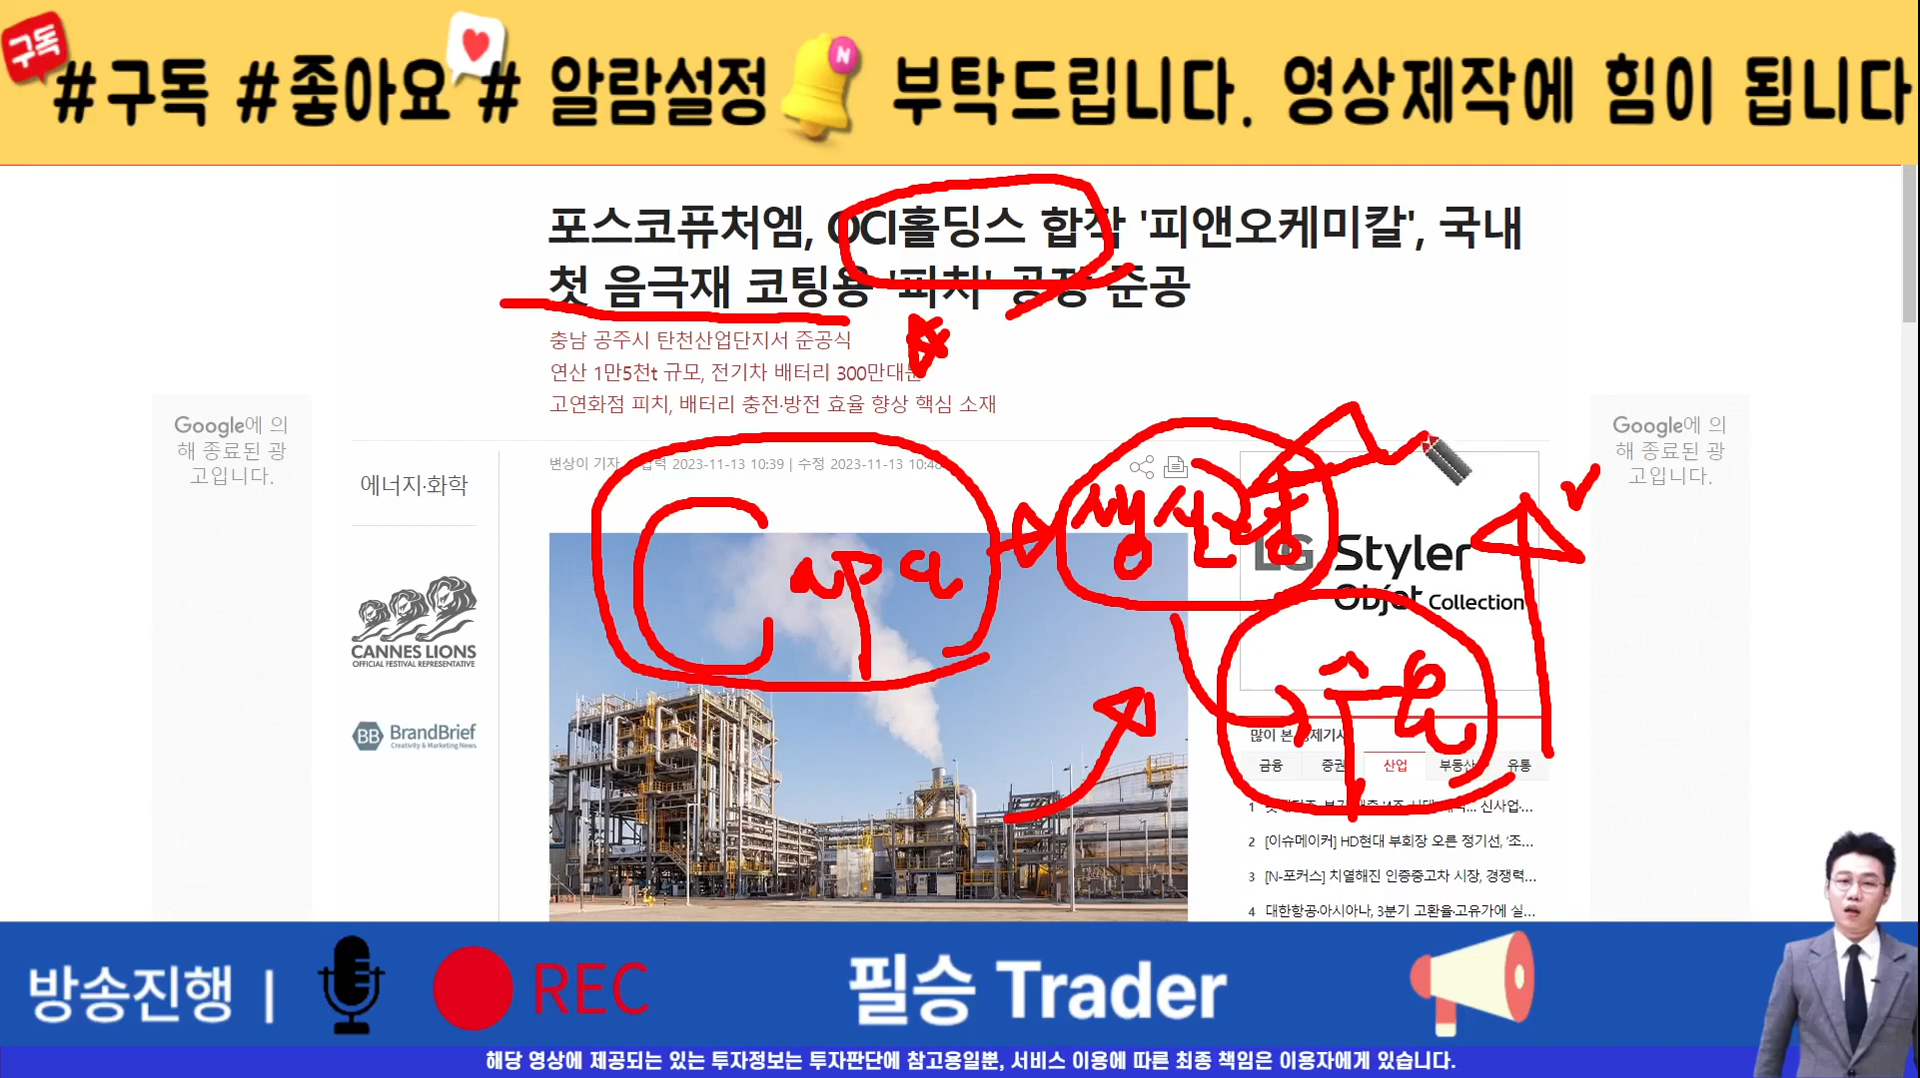 구독
#구독 #좋아요 # 알람설정
N
부탁드립니다. 영상제작에 힘이 됩니다
포스코퓨처엠, OCI홀딩스 합작 '피앤오케미칼', 국내
첫 음극재 코팅용 '피치' 공장 준공
충남 공주시 탄천산업단지서 준공식
연산 1만5천t 규모, 전기차 배터리 300만대분
고연화점 피치, 배터리 충전·방전 효율 향상 핵심 소재
변상이 기자
2023-11-13 10:39 | 수정 2023-11-13 10:48
Google에 의
해 종료된 광
고입니다.
에너지·화학
CANNES LIONS
OFFICIAL FESTIVAL REPRESENTATIVE
BB BrandBrief
Creativity & Marketing News
Capa
생산량
수요
LG Styler
Objet Collection
Google에 의
해 종료된 광
고입니다.
많이 본 경제기사
금융 증권 산업 부동산 유통
1 신사업·...
2 [이슈메이커] HD현대 부회장 오른 정기선, '조...
3 [N-포커스] 치열해진 인증중고차 시장, 경쟁력...
4 대한항공·아시아나, 3분기 고환율·고유가에 실...
방송진행 | REC 필승 Trader
해당 영상에 제공되는 있는 투자정보는 투자판단에 참고용일뿐, 서비스 이용에 따른 최종 책임은 이용자에게 있습니다.